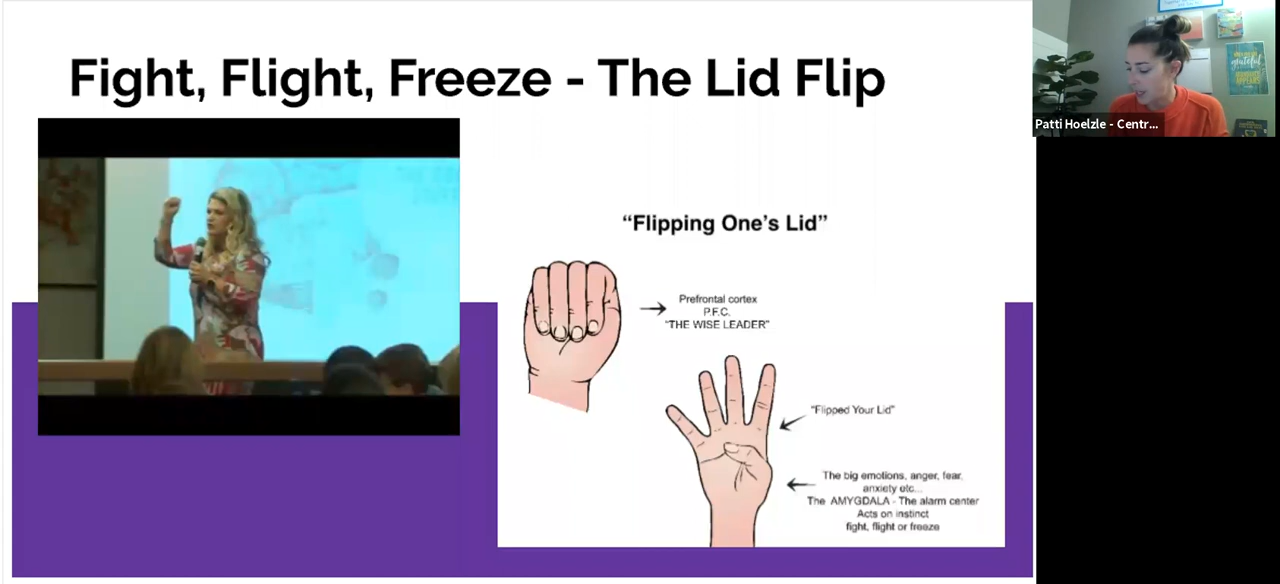 Fight, Flight, Freeze - The Lid Flip
Patti Hoelzle - Centr...
grateful
“Flipping One’s Lid”
Prefrontal cortex
P.F.C.
“THE WISE LEADER”
“Flipped Your Lid”
The big emotions, anger, fear,
anxiety etc...
The AMYGDALA - The alarm center
Acts on instinct
fight, flight or freeze